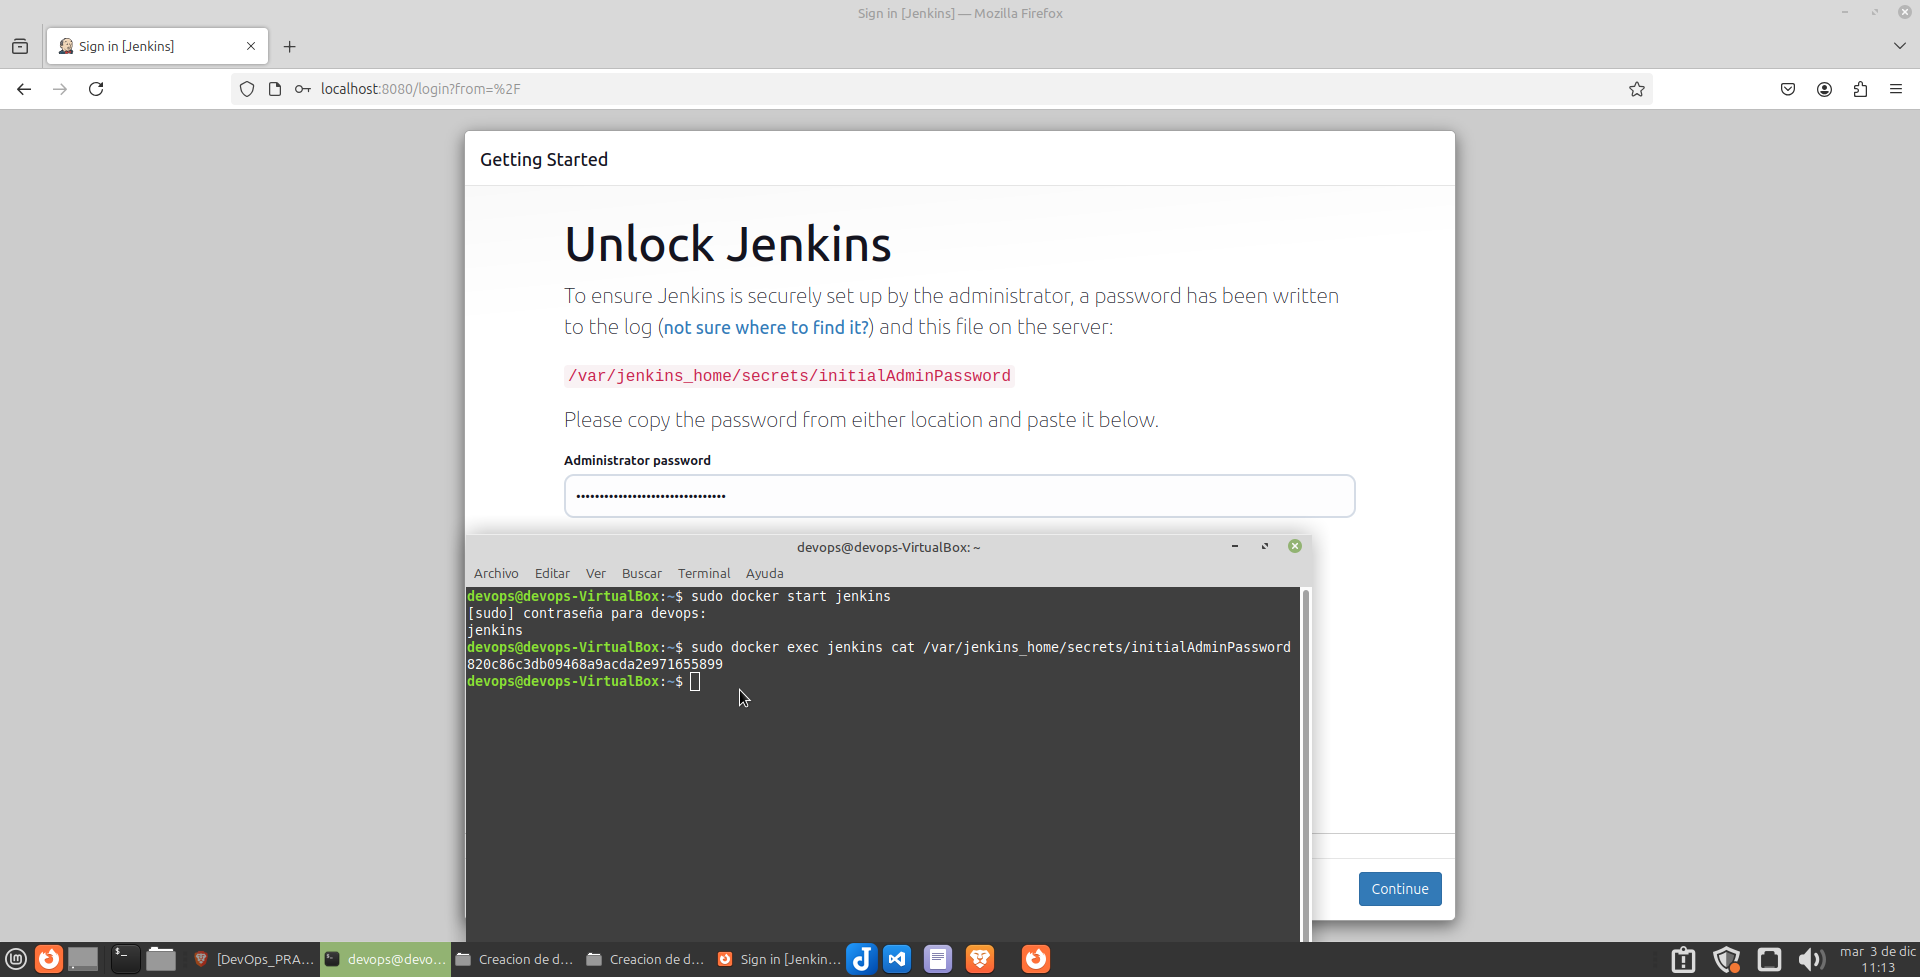 Sign in [Jenkins] — Mozilla Firefox
Sign in [Jenkins]
localhost:8080/login?from=%2F
Getting Started
Unlock Jenkins
To ensure Jenkins is securely set up by the administrator, a password has been written
to the log (not sure where to find it?) and this file on the server:
/var/jenkins_home/secrets/initialAdminPassword
Please copy the password from either location and paste it below.
Administrator password
••••••••••••••••••••••••••••••••
devops@devops-VirtualBox: ~
Archivo Editar Ver Buscar Terminal Ayuda
devops@devops-VirtualBox:~$ sudo docker start jenkins
[sudo] contraseña para devops:
jenkins
devops@devops-VirtualBox:~$ sudo docker exec jenkins cat /var/jenkins_home/secrets/initialAdminPassword
820c86c3db09468a9acda2e971655899
devops@devops-VirtualBox:~$
Continue
[DevOps_PRA... devops@devo... Creacion de d... Creacion de d... Sign in [Jenkin...
mar 3 de dic
11:13